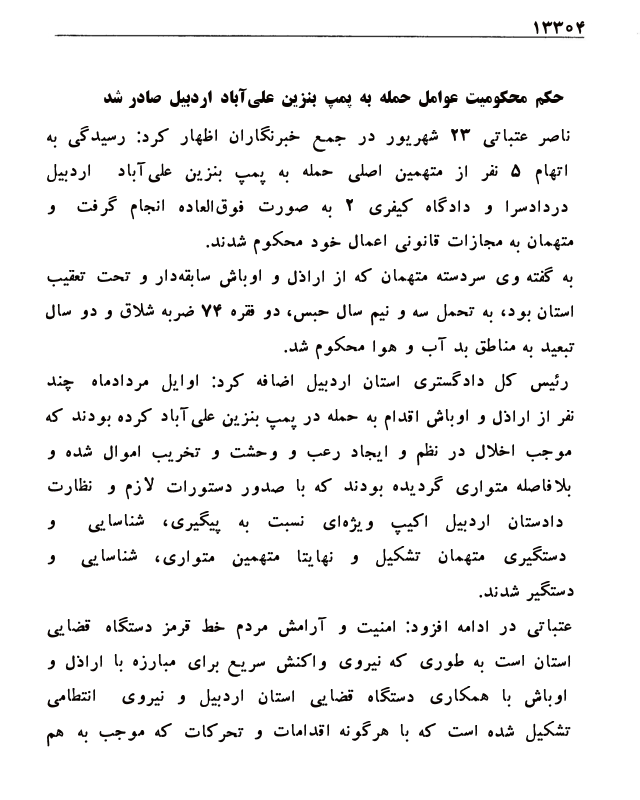 ۱۳۳۰۴
حکم محکومیت عوامل حمله به پمپ بنزین علی‌آباد اردبیل صادر شد
ناصر عتباتی ۲۳ شهریور در جمع خبرنگاران اظهار کرد: رسیدگی به
اتهام ۵ نفر از متهمین اصلی حمله به پمپ بنزین علی‌آباد اردبیل
دردادسرا و دادگاه کیفری ۲ به صورت فوق‌العاده انجام گرفت و
متهمان به مجازات قانونی اعمال خود محکوم شدند.
به گفته وی سردسته متهمان که از اراذل و اوباش سابقه‌دار و تحت تعقیب
استان بود، به تحمل سه و نیم سال حبس، دو فقره ۷۴ ضربه شلاق و دو سال
تبعید به مناطق بد آب و هوا محکوم شد.
رئیس کل دادگستری استان اردبیل اضافه کرد: اوایل مردادماه چند
نفر از اراذل و اوباش اقدام به حمله در پمپ بنزین علی‌آباد کرده بودند که
موجب اخلال در نظم و ایجاد رعب و وحشت و تخریب اموال شده و
بلافاصله متواری گردیده بودند که با صدور دستورات لازم و نظارت
دادستان اردبیل اکیپ ویژه‌ای نسبت به پیگیری، شناسایی و
دستگیری متهمان تشکیل و نهایتا متهمین متواری، شناسایی و
دستگیر شدند.
عتباتی در ادامه افزود: امنیت و آرامش مردم خط قرمز دستگاه قضایی
استان است به طوری که نیروی واکنش سریع برای مبارزه با اراذل و
اوباش با همکاری دستگاه قضایی استان اردبیل و نیروی انتظامی
تشکیل شده است که با هرگونه اقدامات و تحرکات که موجب به هم